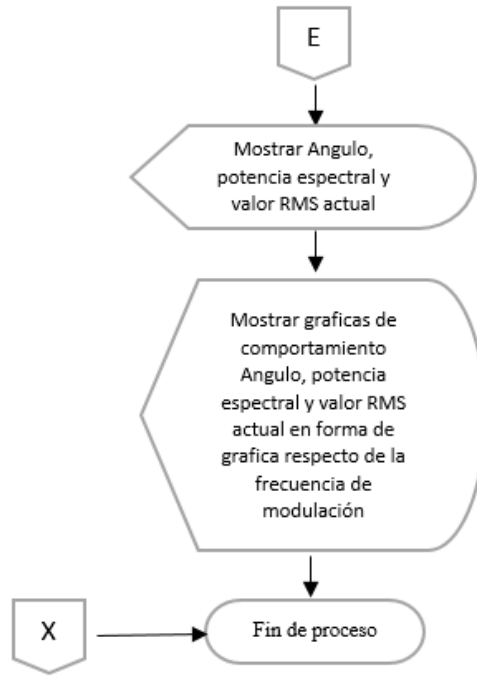 E
Mostrar Angulo,
potencia espectral y
valor RMS actual
Mostrar graficas de
comportamiento
Angulo, potencia
espectral y valor RMS
actual en forma de
grafica respecto de la
frecuencia de
modulación
X
Fin de proceso